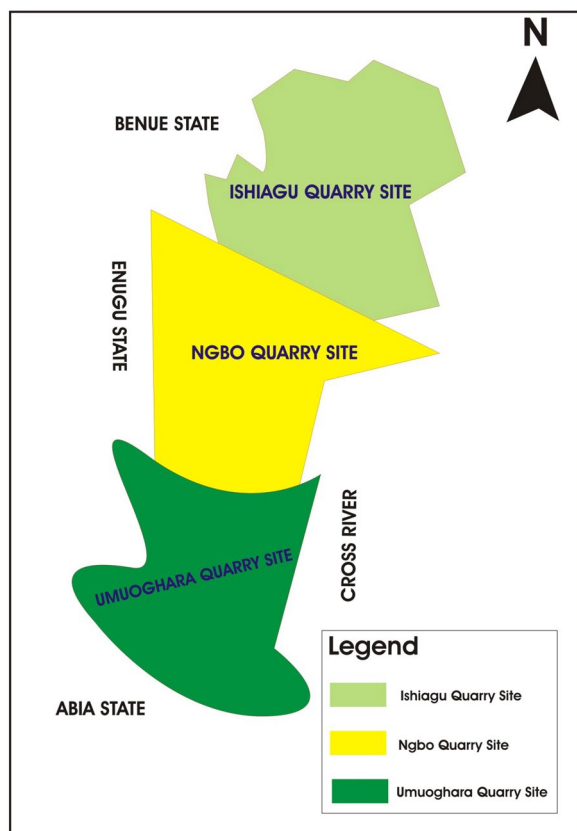 N
BENUE STATE
ISHIAGU QUARRY SITE
ENUGU STATE
NGBO QUARRY SITE
CROSS RIVER
UMUOGHARA QUARRY SITE
ABIA STATE
Legend
Ishiagu Quarry Site
Ngbo Quarry Site
Umuoghara Quarry Site